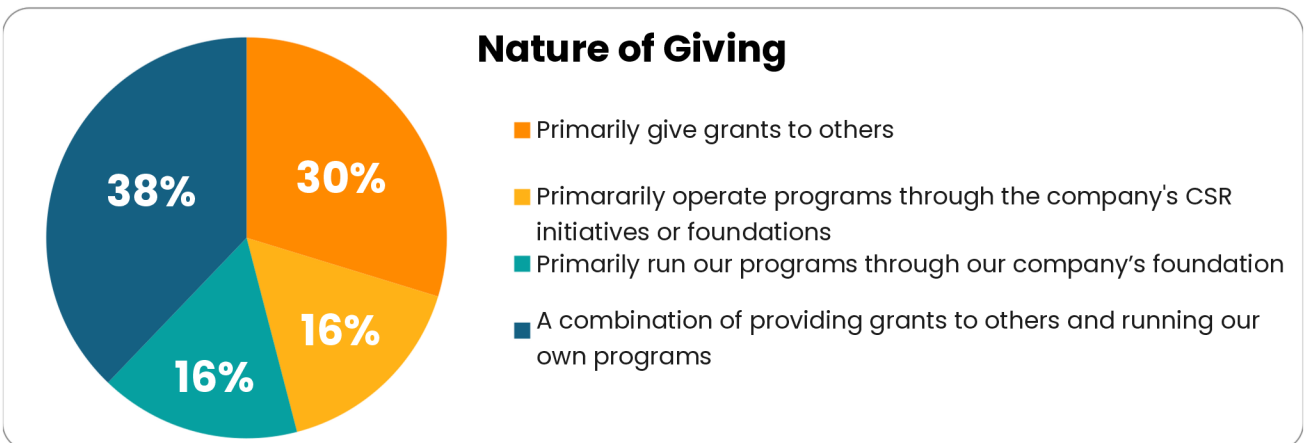 Nature of Giving
38%
30%
16%
16%
Primarily give grants to others
Primararily operate programs through the company's CSR
initiatives or foundations
Primarily run our programs through our company’s foundation
A combination of providing grants to others and running our
own programs